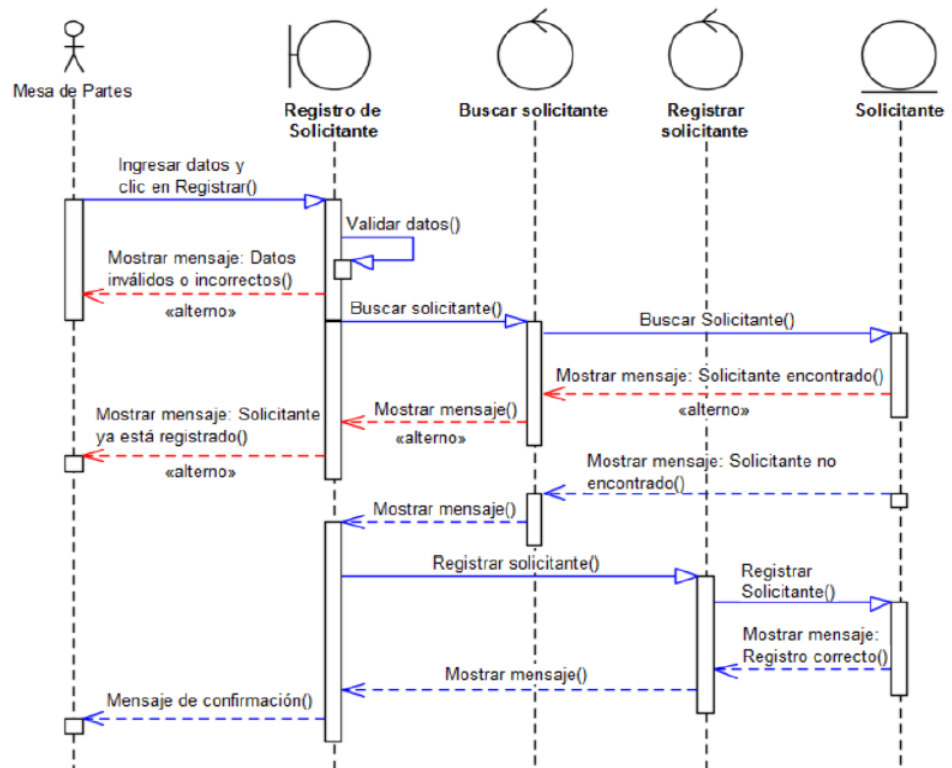 Mesa de Partes
Registro de
Solicitante
Buscar solicitante
Registrar
solicitante
Solicitante
Ingresar datos y
clic en Registrar()
Validar datos()
Mostrar mensaje: Datos
inválidos o incorrectos()
«alterno»
Buscar solicitante()
Buscar Solicitante()
Mostrar mensaje: Solicitante encontrado()
«alterno»
Mostrar mensaje()
«alterno»
Mostrar mensaje: Solicitante
ya está registrado()
«alterno»
Mostrar mensaje: Solicitante no
encontrado()
Mostrar mensaje()
Registrar solicitante()
Registrar
Solicitante()
Mostrar mensaje:
Registro correcto()
Mostrar mensaje()
Mensaje de confirmación()